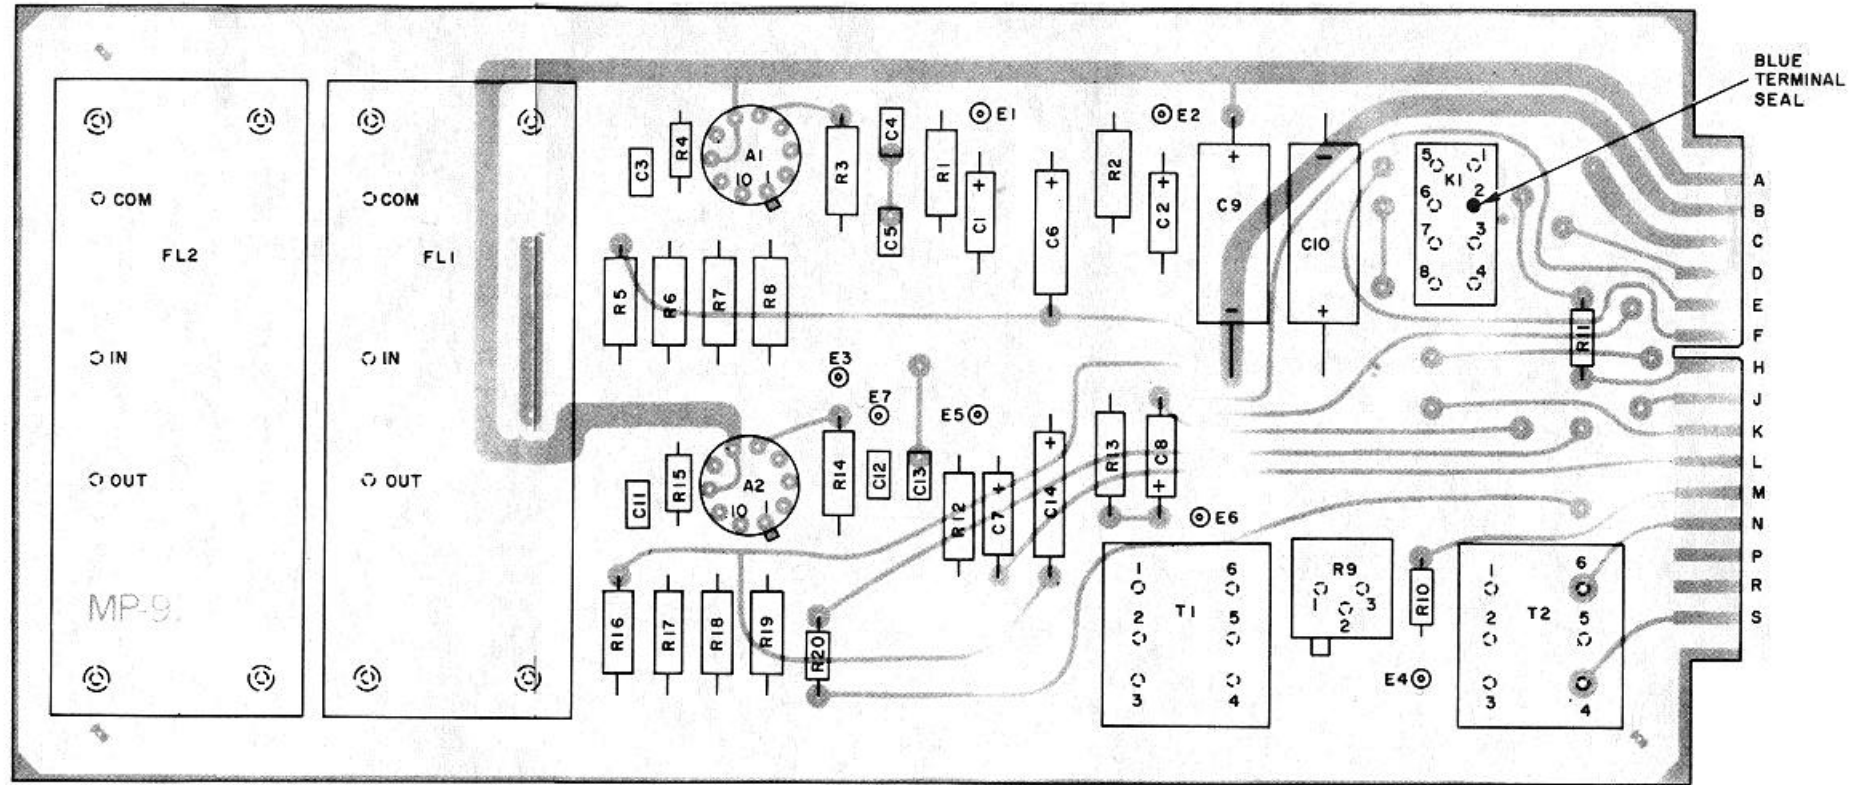 BLUE
TERMINAL
SEAL
COM
FL2
IN
OUT
MP-9
COM
FL1
IN
OUT
C3
R4
A1
10 1
R3
C4
C5
R1
E1
+
C1
+
C6
R2
E2
+
C2
+
C9
-
-
C10
+
5 1
K1
6 2
7 3
8 4
R5
R6
R7
R8
R11
A
B
C
D
E
F
H
J
K
L
M
N
P
R
S
E3
E7
E5
C11
R15
A2
10 1
R14
C12
C13
R12
+
C7
+
C14
R13
C8
+
E6
R16
R17
R18
R19
R20
1 6
T1
2 5
3 4
R9
1 3
2
R10
E4
1 6
T2
2 5
3 4